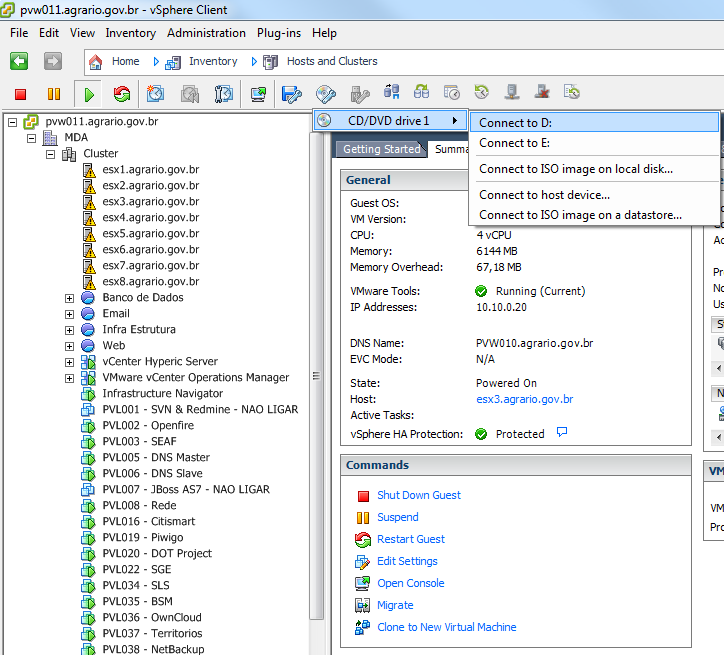 pvw011.agrario.gov.br - vSphere Client
File Edit View Inventory Administration Plug-ins Help
Home Inventory Hosts and Clusters
CD/DVD drive 1
Connect to D:
Connect to E:
Connect to ISO image on local disk...
Connect to host device...
Connect to ISO image on a datastore...
pvw011.agrario.gov.br
MDA
Cluster
esx1.agrario.gov.br
esx2.agrario.gov.br
esx3.agrario.gov.br
esx4.agrario.gov.br
esx5.agrario.gov.br
esx6.agrario.gov.br
esx7.agrario.gov.br
esx8.agrario.gov.br
Banco de Dados
Email
Infra Estrutura
Web
vCenter Hyperic Server
VMware vCenter Operations Manager
Infrastructure Navigator
PVL001 - SVN & Redmine - NAO LIGAR
PVL002 - Openfire
PVL003 - SEAF
PVL005 - DNS Master
PVL006 - DNS Slave
PVL007 - JBoss AS7 - NAO LIGAR
PVL008 - Rede
PVL016 - Citismart
PVL019 - Piwigo
PVL020 - DOT Project
PVL022 - SGE
PVL034 - SLS
PVL035 - BSM
PVL036 - OwnCloud
PVL037 - Territorios
PVL038 - NetBackup
Getting Started
General
Guest OS:
VM Version:
CPU: 4 vCPU
Memory: 6144 MB
Memory Overhead: 67,18 MB
VMware Tools: Running (Current)
IP Addresses: 10.10.0.20
DNS Name: PVW010.agrario.gov.br
EVC Mode: N/A
State: Powered On
Host: esx3.agrario.gov.br
Active Tasks:
vSphere HA Protection: Protected
Commands
Shut Down Guest
Suspend
Restart Guest
Edit Settings
Open Console
Migrate
Clone to New Virtual Machine